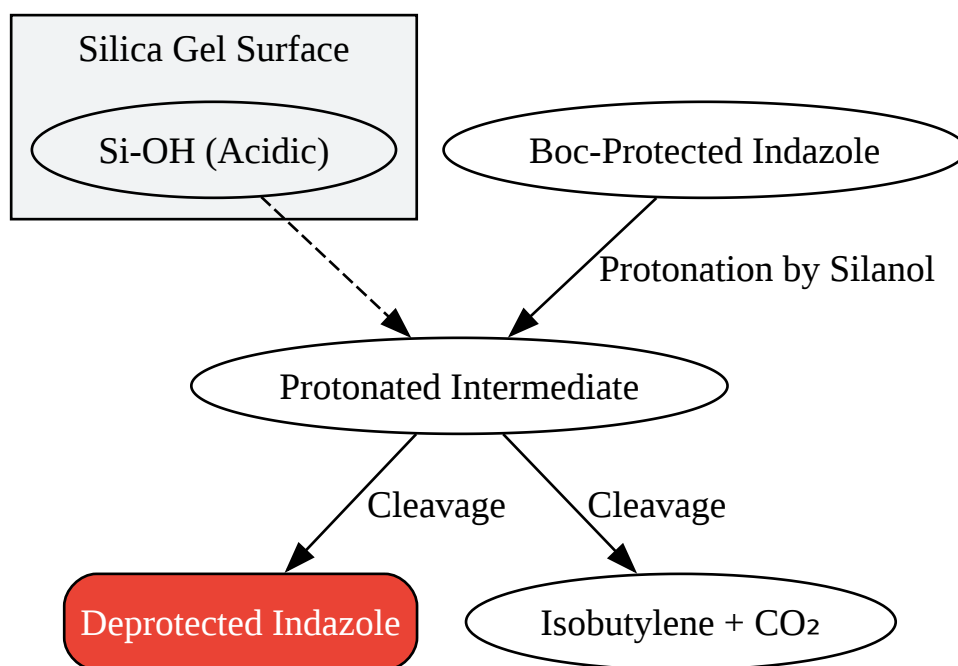 Silica Gel Surface
Si-OH (Acidic)
Boc-Protected Indazole
Protonation by Silanol
Protonated Intermediate
Cleavage
Cleavage
Deprotected Indazole
Isobutylene + CO₂